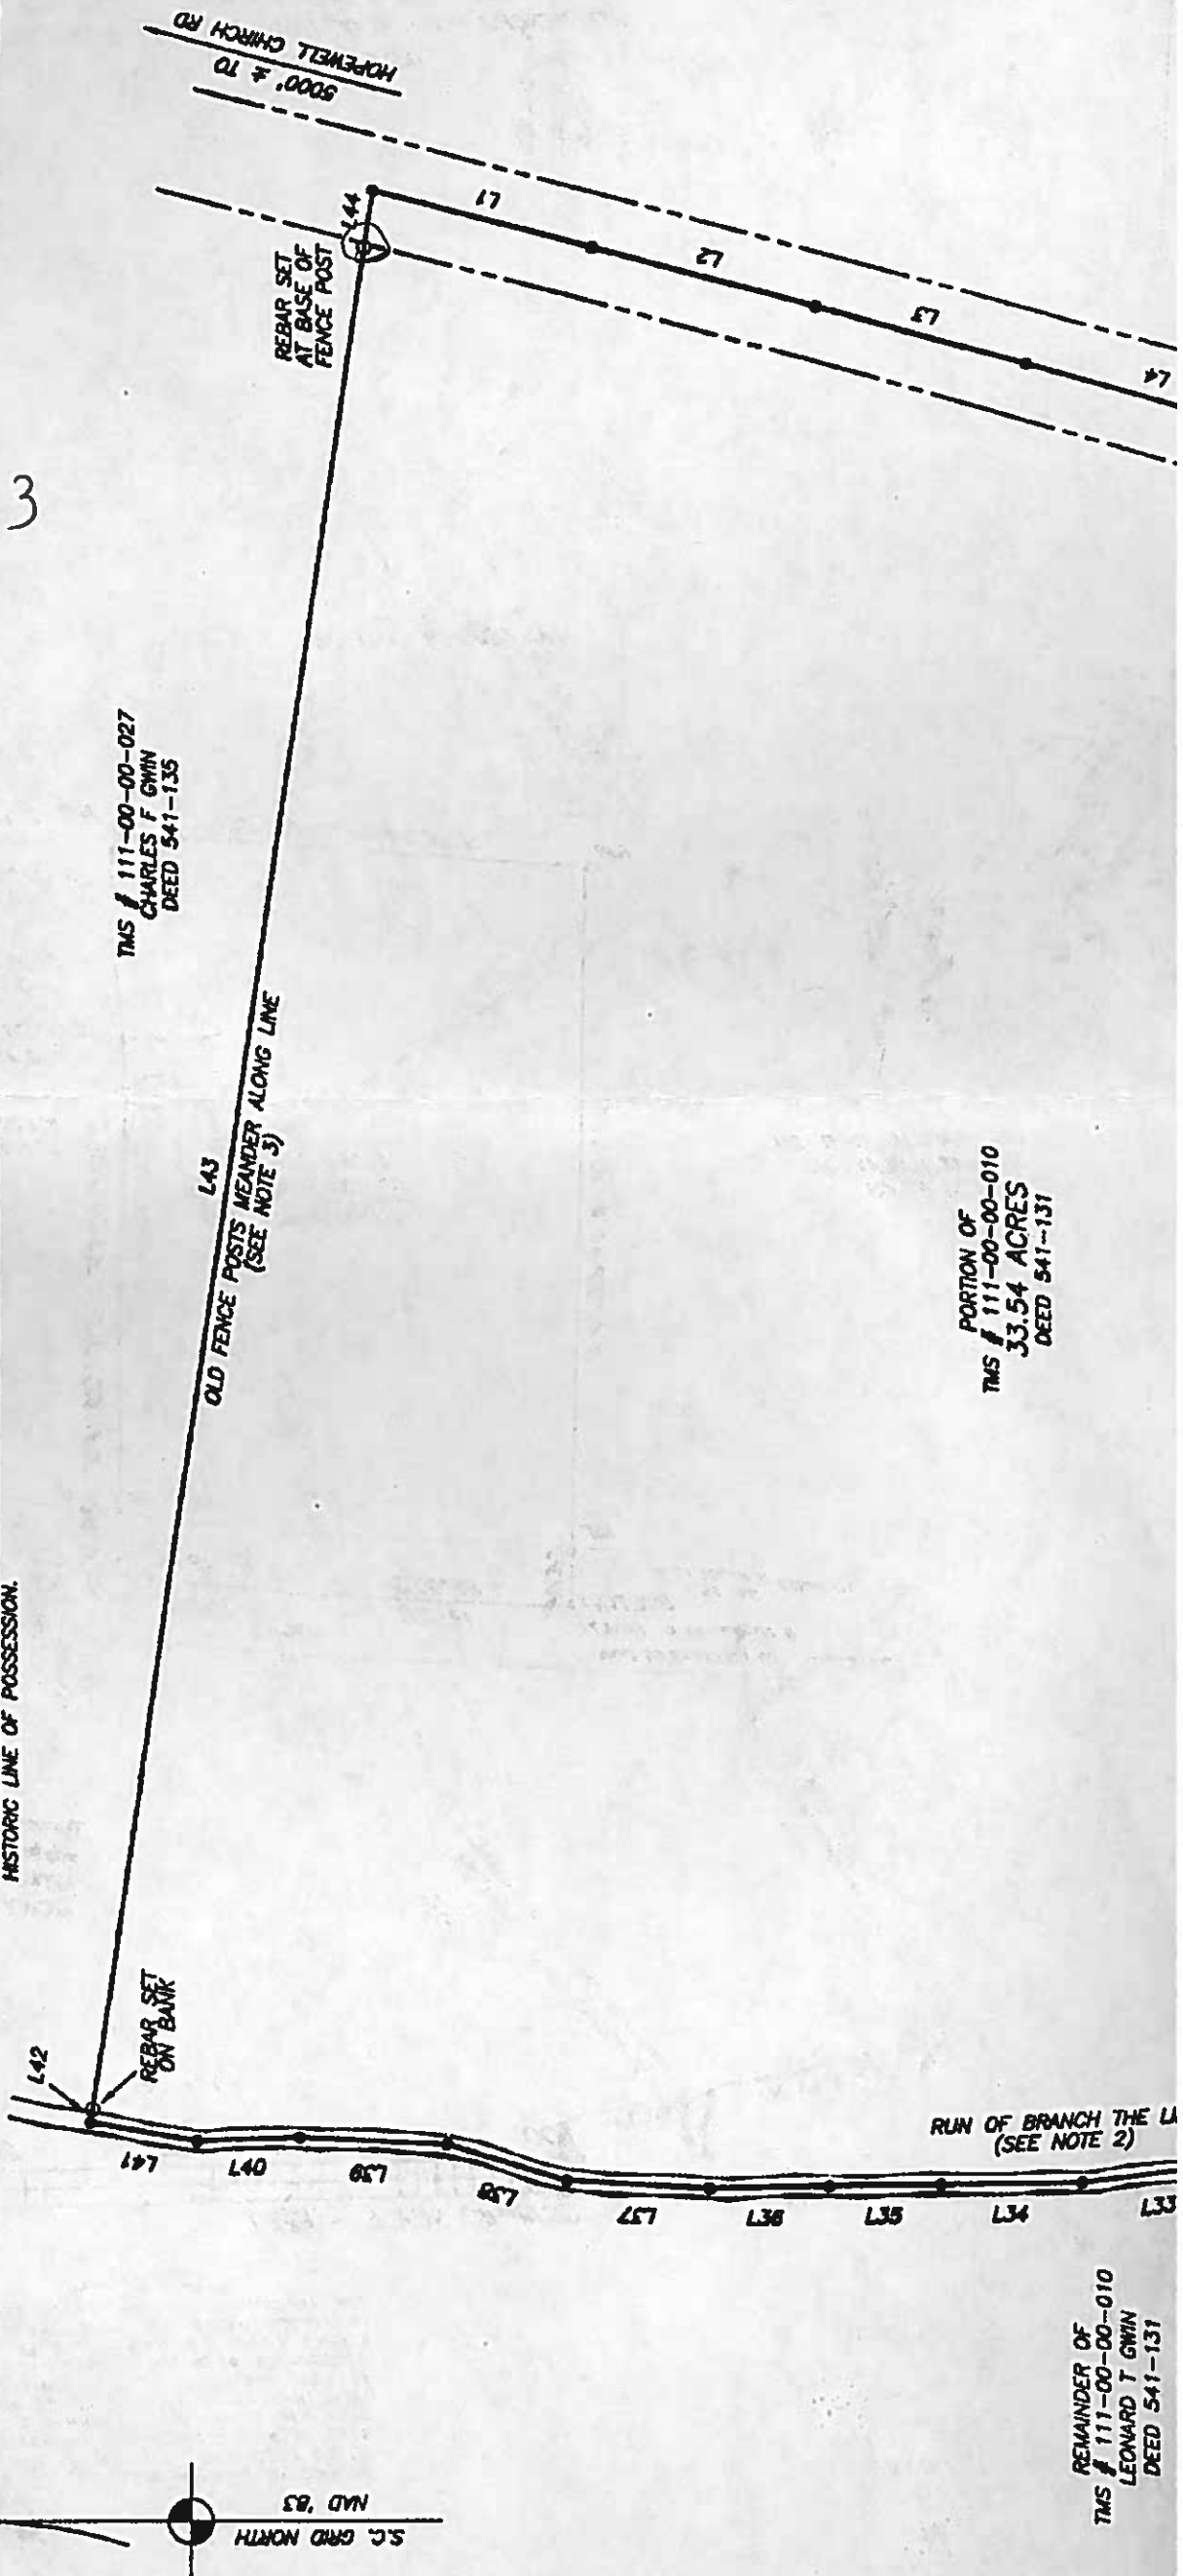 HOPEWELL CHURCH RD
5000' ± TO
L44
L1
REBAR SET
AT BASE OF
FENCE POST
L2
L3
L4
3
TMS # 111-00-00-027
CHARLES F GWIN
DEED 541-135
L43
OLD FENCE POSTS MEANDER ALONG LINE
(SEE NOTE 3)
PORTION OF
TMS # 111-00-00-010
33.54 ACRES
DEED 541-131
HISTORIC LINE OF POSSESSION.
L42
REBAR SET
ON BANK
RUN OF BRANCH THE LI
(SEE NOTE 2)
L41
L40
L39
L38
L37
L36
L35
L34
L33
REMAINDER OF
TMS # 111-00-00-010
LEONARD T GWIN
DEED 541-131
S.C. GRID NORTH
NAD '83